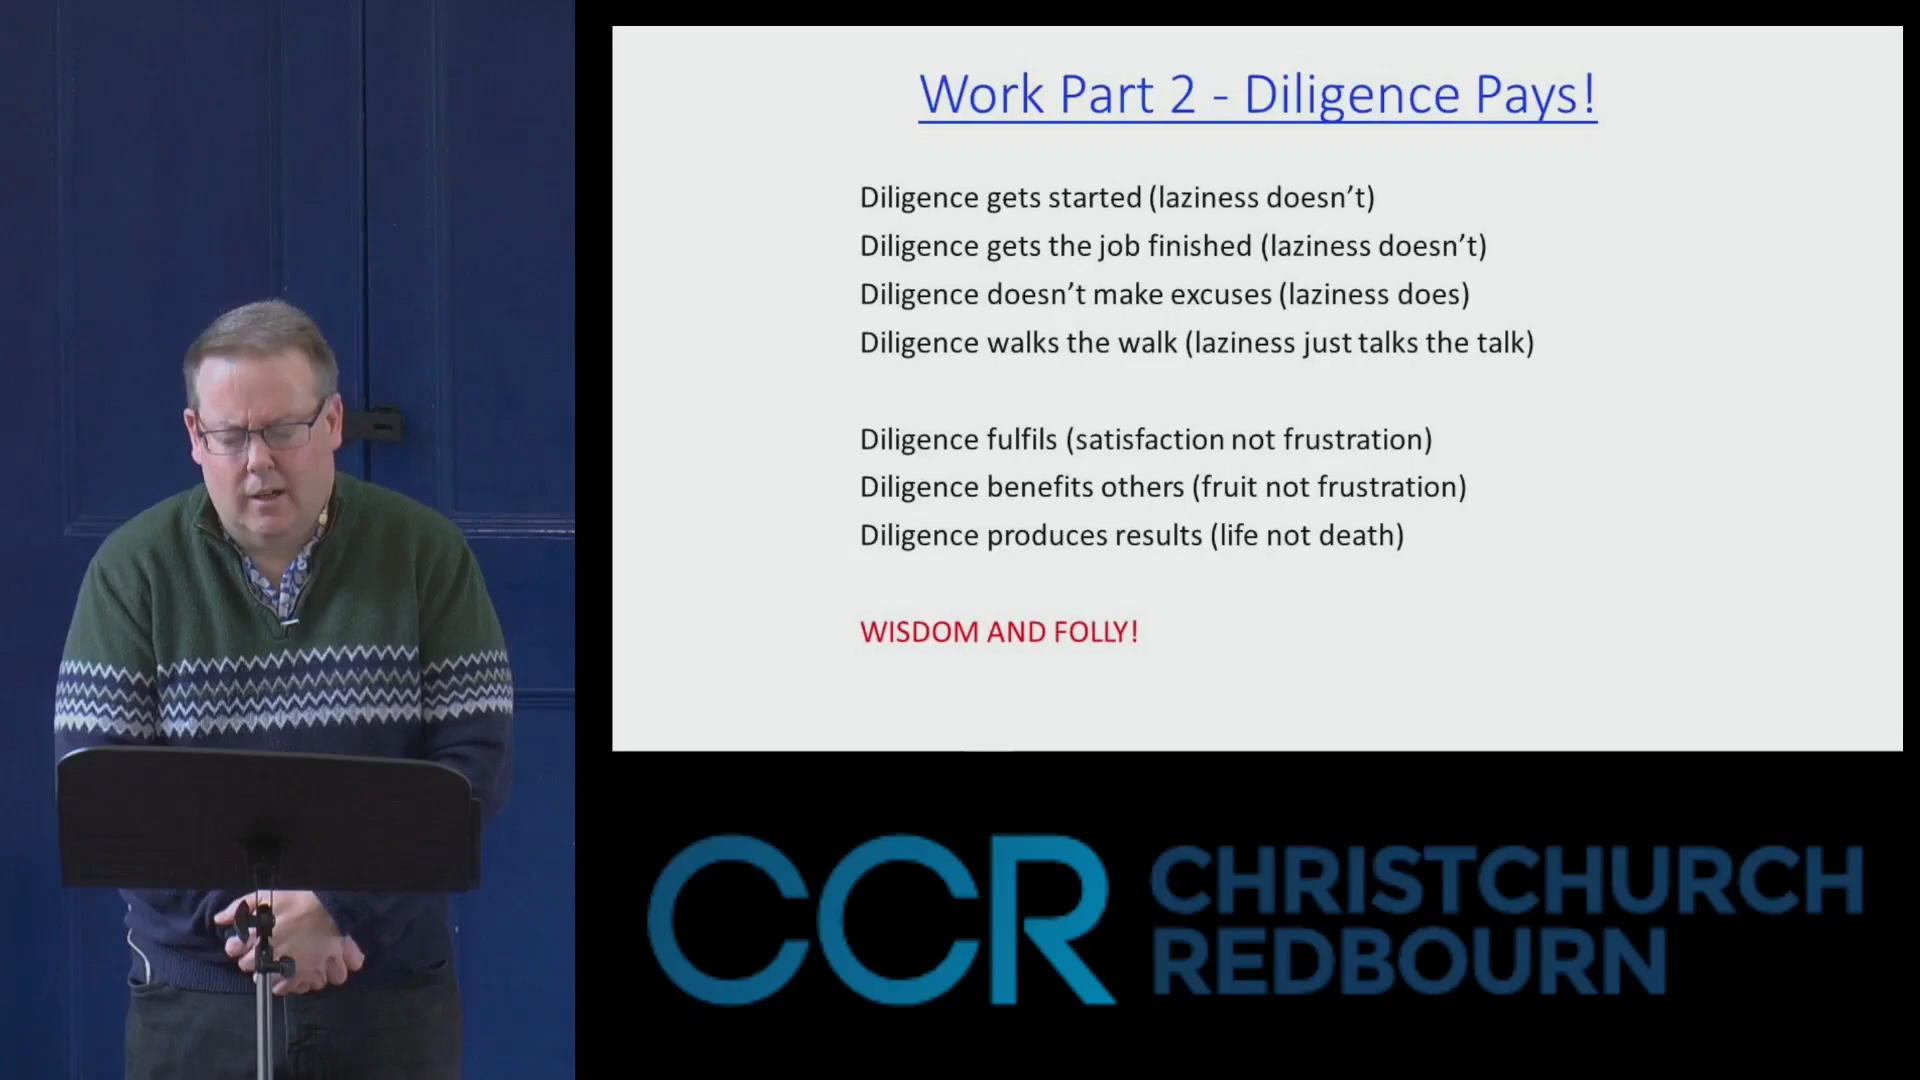 Work Part 2 - Diligence Pays!
Diligence gets started (laziness doesn’t)
Diligence gets the job finished (laziness doesn’t)
Diligence doesn’t make excuses (laziness does)
Diligence walks the walk (laziness just talks the talk)
Diligence fulfils (satisfaction not frustration)
Diligence benefits others (fruit not frustration)
Diligence produces results (life not death)
WISDOM AND FOLLY!
CCR
CHRISTCHURCH
REDBOURN